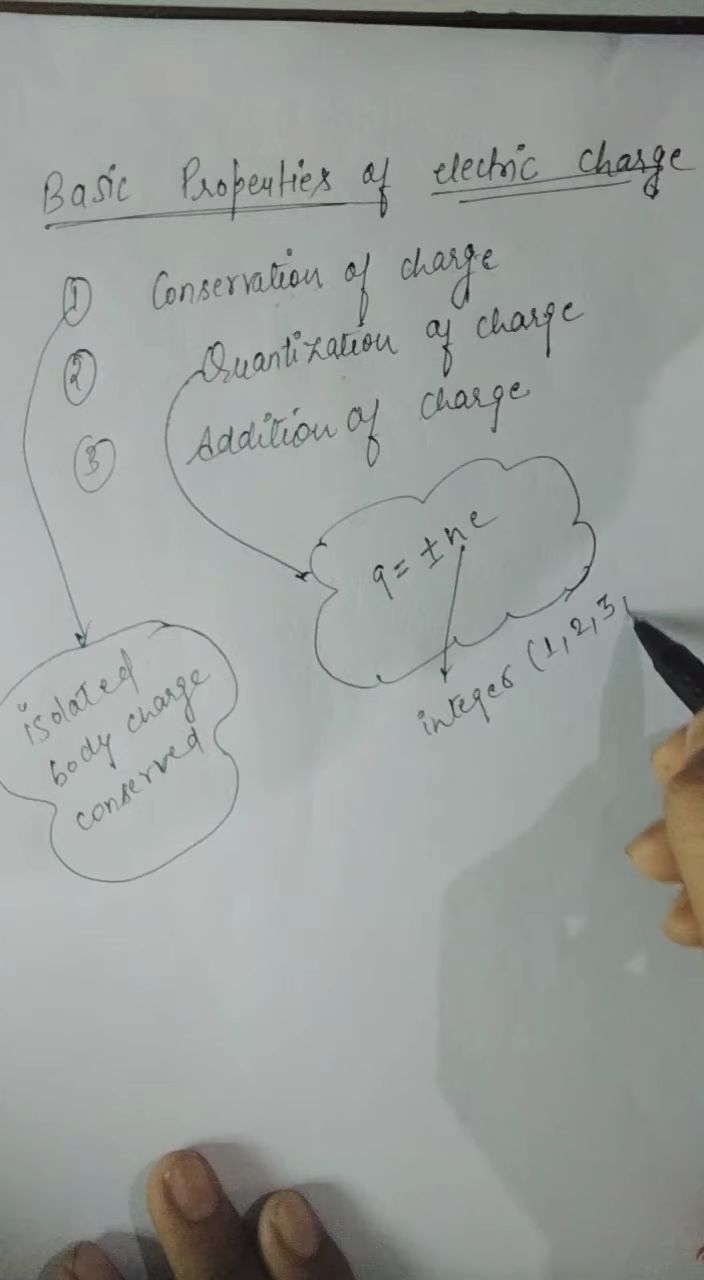 Basic Properties of electric charge
① Conservation of charge
② Quantization of charge
③ Addition of charge
q = ±ne
integer (1, 2, 3,
isolated
body charge
conserved